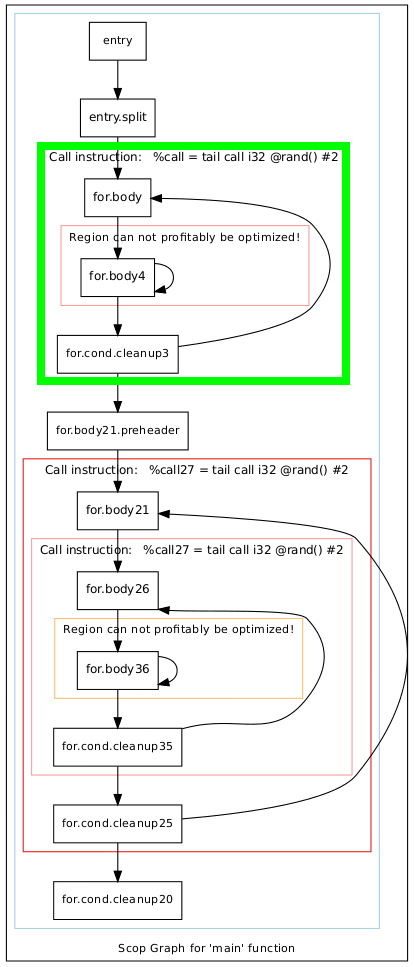 entry
entry.split
Call instruction:   %call = tail call i32 @rand() #2
for.body
Region can not profitably be optimized!
for.body4
for.cond.cleanup3
for.body21.preheader
Call instruction:   %call27 = tail call i32 @rand() #2
for.body21
Call instruction:   %call27 = tail call i32 @rand() #2
for.body26
Region can not profitably be optimized!
for.body36
for.cond.cleanup35
for.cond.cleanup25
for.cond.cleanup20
Scop Graph for 'main' function